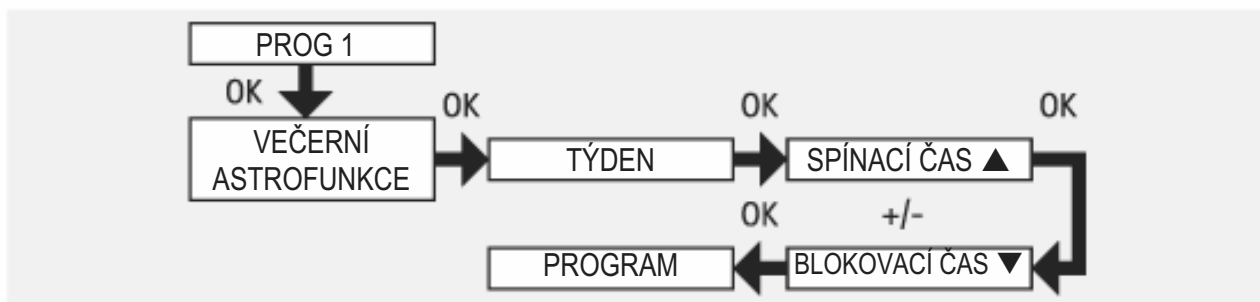 PROG 1
OK
VEČERNÍ
ASTROFUNKCE
OK
TÝDEN
OK
SPÍNACÍ ČAS ▲
OK
+/-
BLOKOVACÍ ČAS ▼
OK
PROGRAM